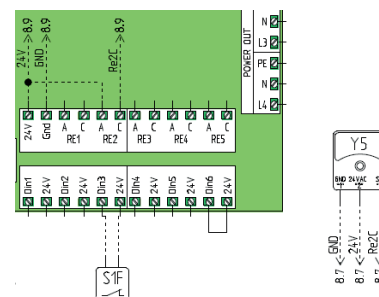 24V >>8.9
GND >>8.9
Re2C >>8.9
POWER OUT
N
L3
PE
N
L4
24V Gnd A C A C A C A C A C
RE1 RE2 RE3 RE4 RE5
DIn1 24V DIn2 24V DIn3 24V DIn4 24V DIn5 24V DIn6 24V
S1F
Y5
GND 24VAC
GND
24V
Re2C
8.7
8.7